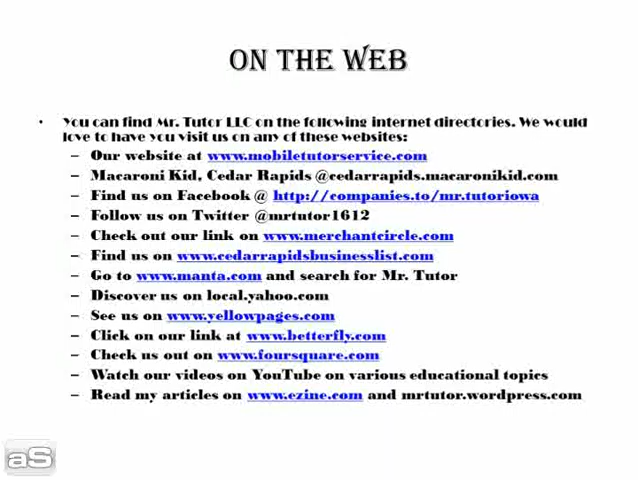 ON THE WEB
• You can find Mr. Tutor LLC on the following internet directories. We would
love to have you visit us on any of these websites:
– Our website at www.mobiletutorservice.com
– Macaroni Kid, Cedar Rapids @cedarrapids.macaronikid.com
– Find us on Facebook @ http://companies.to/mr.tutoriowa
– Follow us on Twitter @mrtutor1612
– Check out our link on www.merchantcircle.com
– Find us on www.cedarrapidsbusinesslist.com
– Go to www.manta.com and search for Mr. Tutor
– Discover us on local.yahoo.com
– See us on www.yellowpages.com
– Click on our link at www.betterfly.com
– Check us out on www.foursquare.com
– Watch our videos on YouTube on various educational topics
– Read my articles on www.ezine.com and mrtutor.wordpress.com
aS